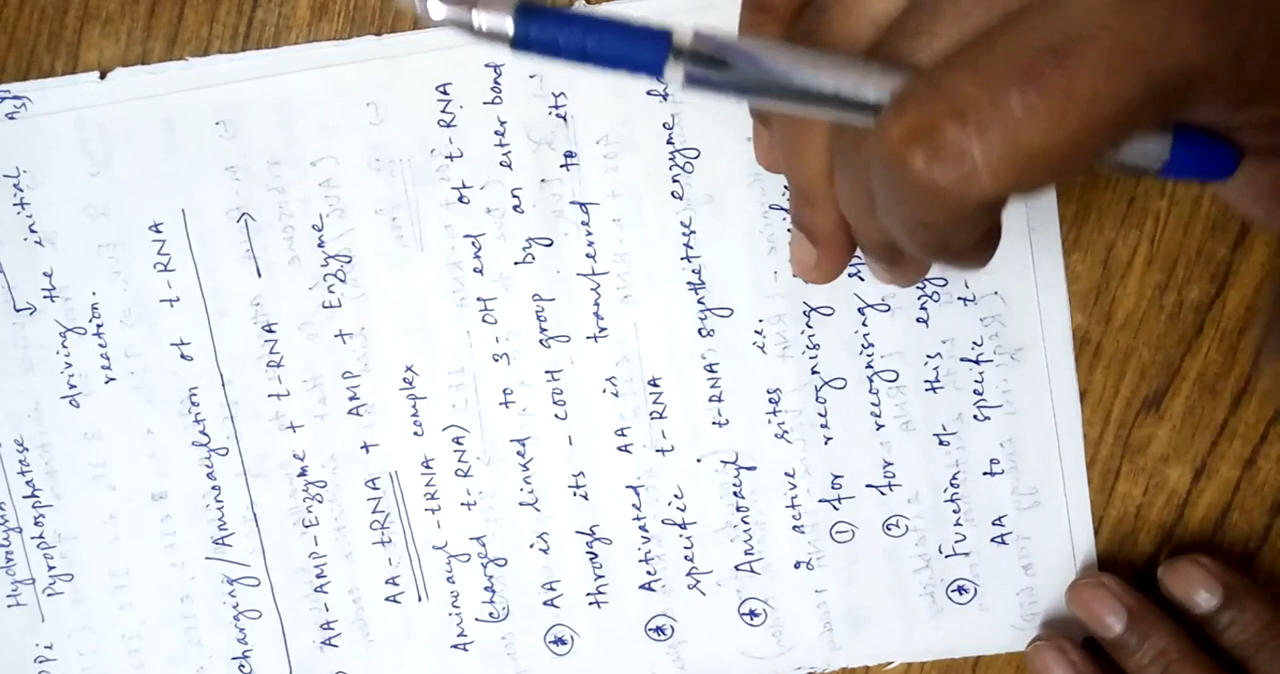 PPi Hydrolysis
Pyrophosphatase
driving the initial
reaction.
charging/Aminoacylation of t-RNA
AA-AMP-Enzyme + t-RNA →
AA-tRNA + AMP + Enzyme
Aminoacyl-tRNA complex
(charged t-RNA)
* AA is linked to 3-OH end of t-RNA
through its -COOH group by an ester bond
* Activated AA is transferred to its
specific t-RNA
* Aminoacyl t-RNA synthetase enzyme
2 active sites i.e.
① for recognising
② for recognising
* Function of this
AA to specific t-